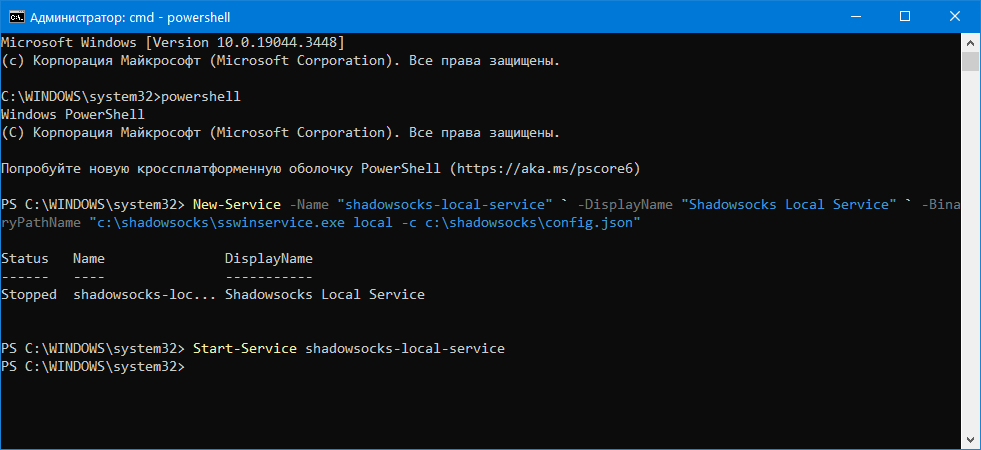 Администратор: cmd - powershell
Microsoft Windows [Version 10.0.19044.3448]
(c) Корпорация Майкрософт (Microsoft Corporation). Все права защищены.
C:\WINDOWS\system32>powershell
Windows PowerShell
(C) Корпорация Майкрософт (Microsoft Corporation). Все права защищены.
Попробуйте новую кроссплатформенную оболочку PowerShell (https://aka.ms/pscore6)
PS C:\WINDOWS\system32> New-Service -Name "shadowsocks-local-service" ` -DisplayName "Shadowsocks Local Service" ` -Bina
ryPathName "c:\shadowsocks\sswinservice.exe local -c c:\shadowsocks\config.json"
Status   Name               DisplayName
------   ----               -----------
Stopped  shadowsocks-loc... Shadowsocks Local Service
PS C:\WINDOWS\system32> Start-Service shadowsocks-local-service
PS C:\WINDOWS\system32>